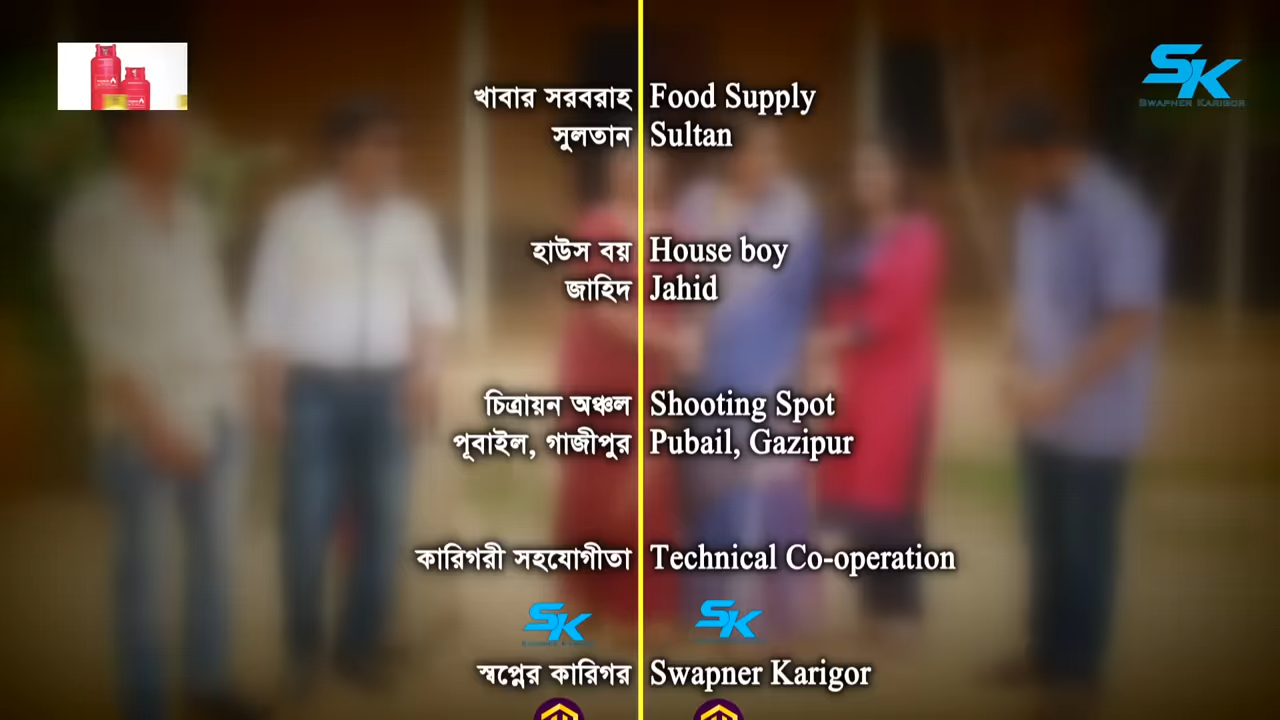 SK
SWAPNER KARIGOR
খাবার সরবরাহ Food Supply
সুলতান Sultan
হাউস বয় House boy
জাহিদ Jahid
চিত্রায়ন অঞ্চল Shooting Spot
পূবাইল, গাজীপুর Pubail, Gazipur
কারিগরী সহযোগীতা Technical Co-operation
SK SK
স্বপ্নের কারিগর Swapner Karigor